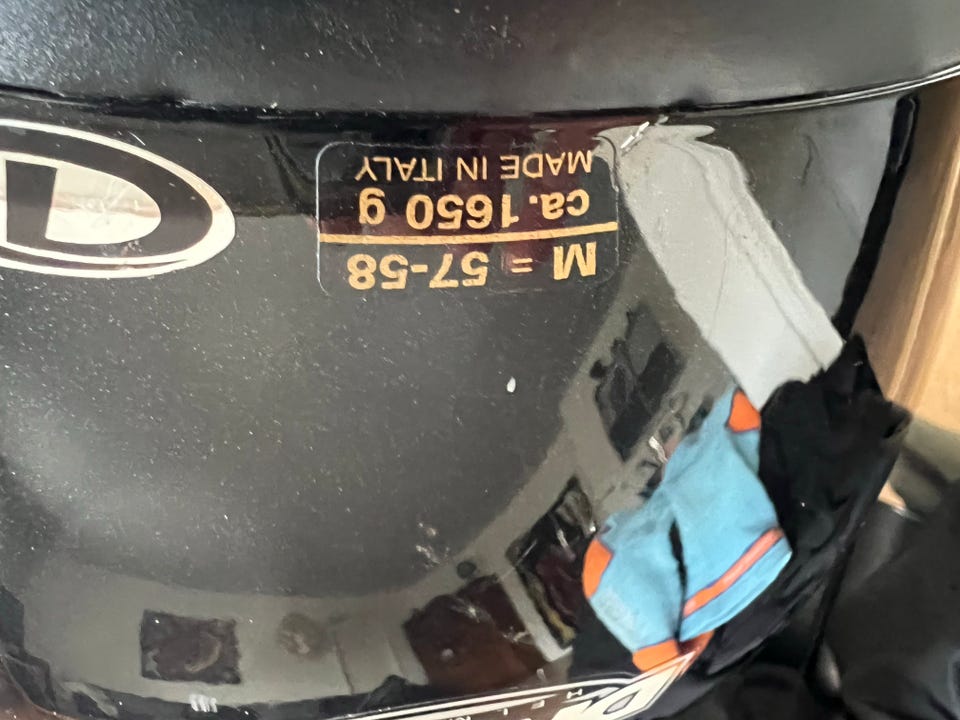 M = 57-58
ca.1650 g
MADE IN ITALY